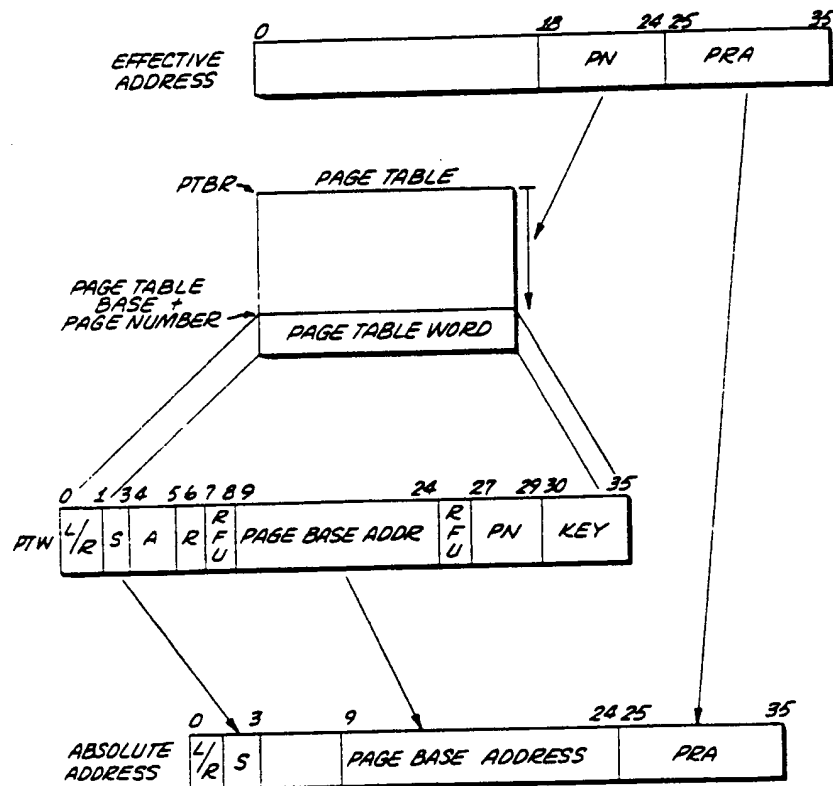 0 18 24 25 35
EFFECTIVE
ADDRESS
PN PRA
PTBR
PAGE TABLE
PAGE TABLE
BASE +
PAGE NUMBER
PAGE TABLE WORD
0 1 3 4 5 6 7 8 9 24 27 29 30 35
PTW L/R S A R RFU PAGE BASE ADDR RFU PN KEY
0 3 9 24 25 35
ABSOLUTE
ADDRESS
L/R S PAGE BASE ADDRESS PRA